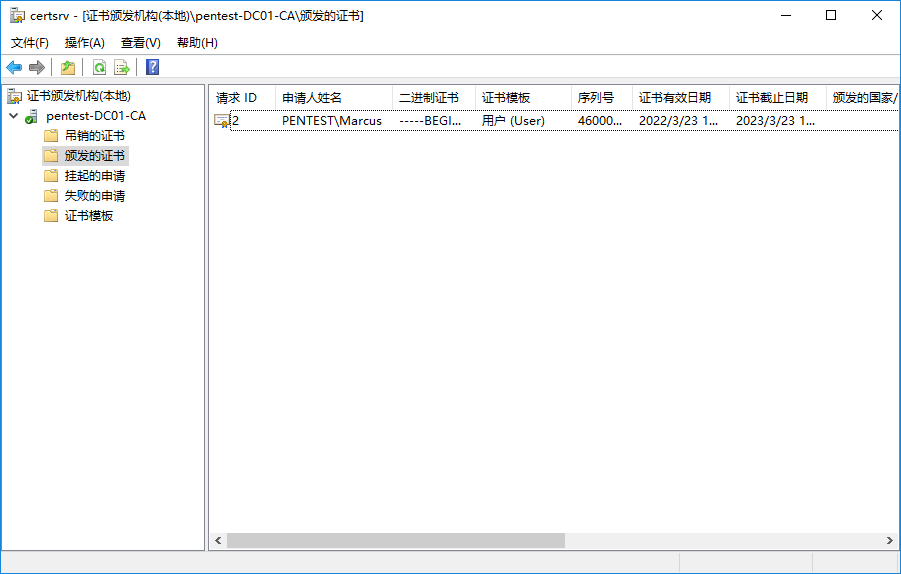 certsrv - [证书颁发机构(本地)\pentest-DC01-CA\颁发的证书]
文件(F) 操作(A) 查看(V) 帮助(H)
证书颁发机构(本地)
pentest-DC01-CA
吊销的证书
颁发的证书
挂起的申请
失败的申请
证书模板
请求 ID 申请人姓名 二进制证书 证书模板 序列号 证书有效日期 证书截止日期 颁发的国家/
2 PENTEST\Marcus -----BEGI... 用户 (User) 46000... 2022/3/23 1... 2023/3/23 1...